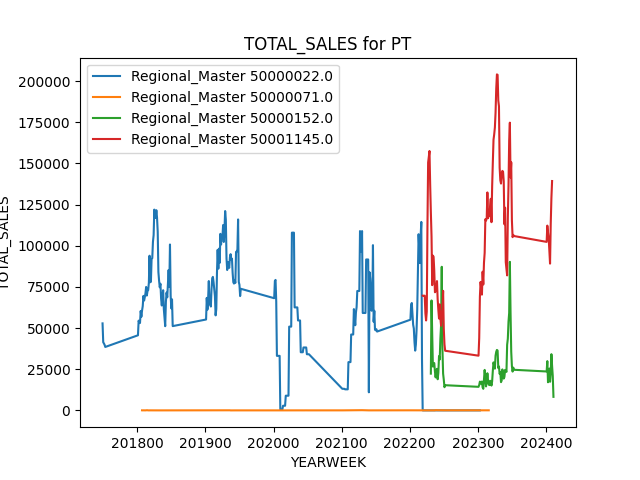 TOTAL_SALES for PT
Regional_Master 50000022.0
Regional_Master 50000071.0
Regional_Master 50000152.0
Regional_Master 50001145.0
200000
175000
150000
125000
100000
75000
50000
25000
0
TOTAL_SALES
201800 201900 202000 202100 202200 202300 202400
YEARWEEK